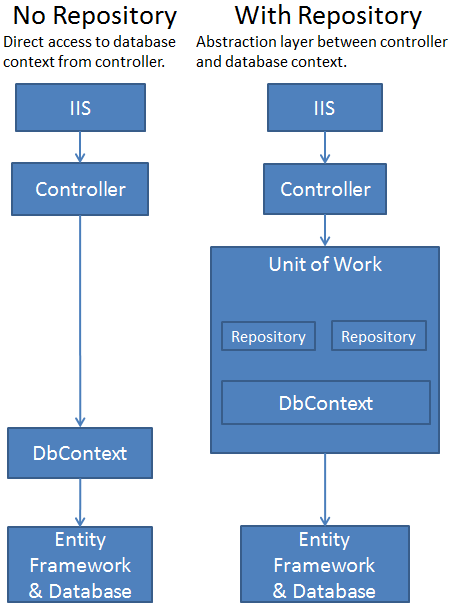 No Repository
Direct access to database
context from controller.
IIS
Controller
DbContext
Entity
Framework
& Database
With Repository
Abstraction layer between controller
and database context.
IIS
Controller
Unit of Work
Repository
Repository
DbContext
Entity
Framework
& Database